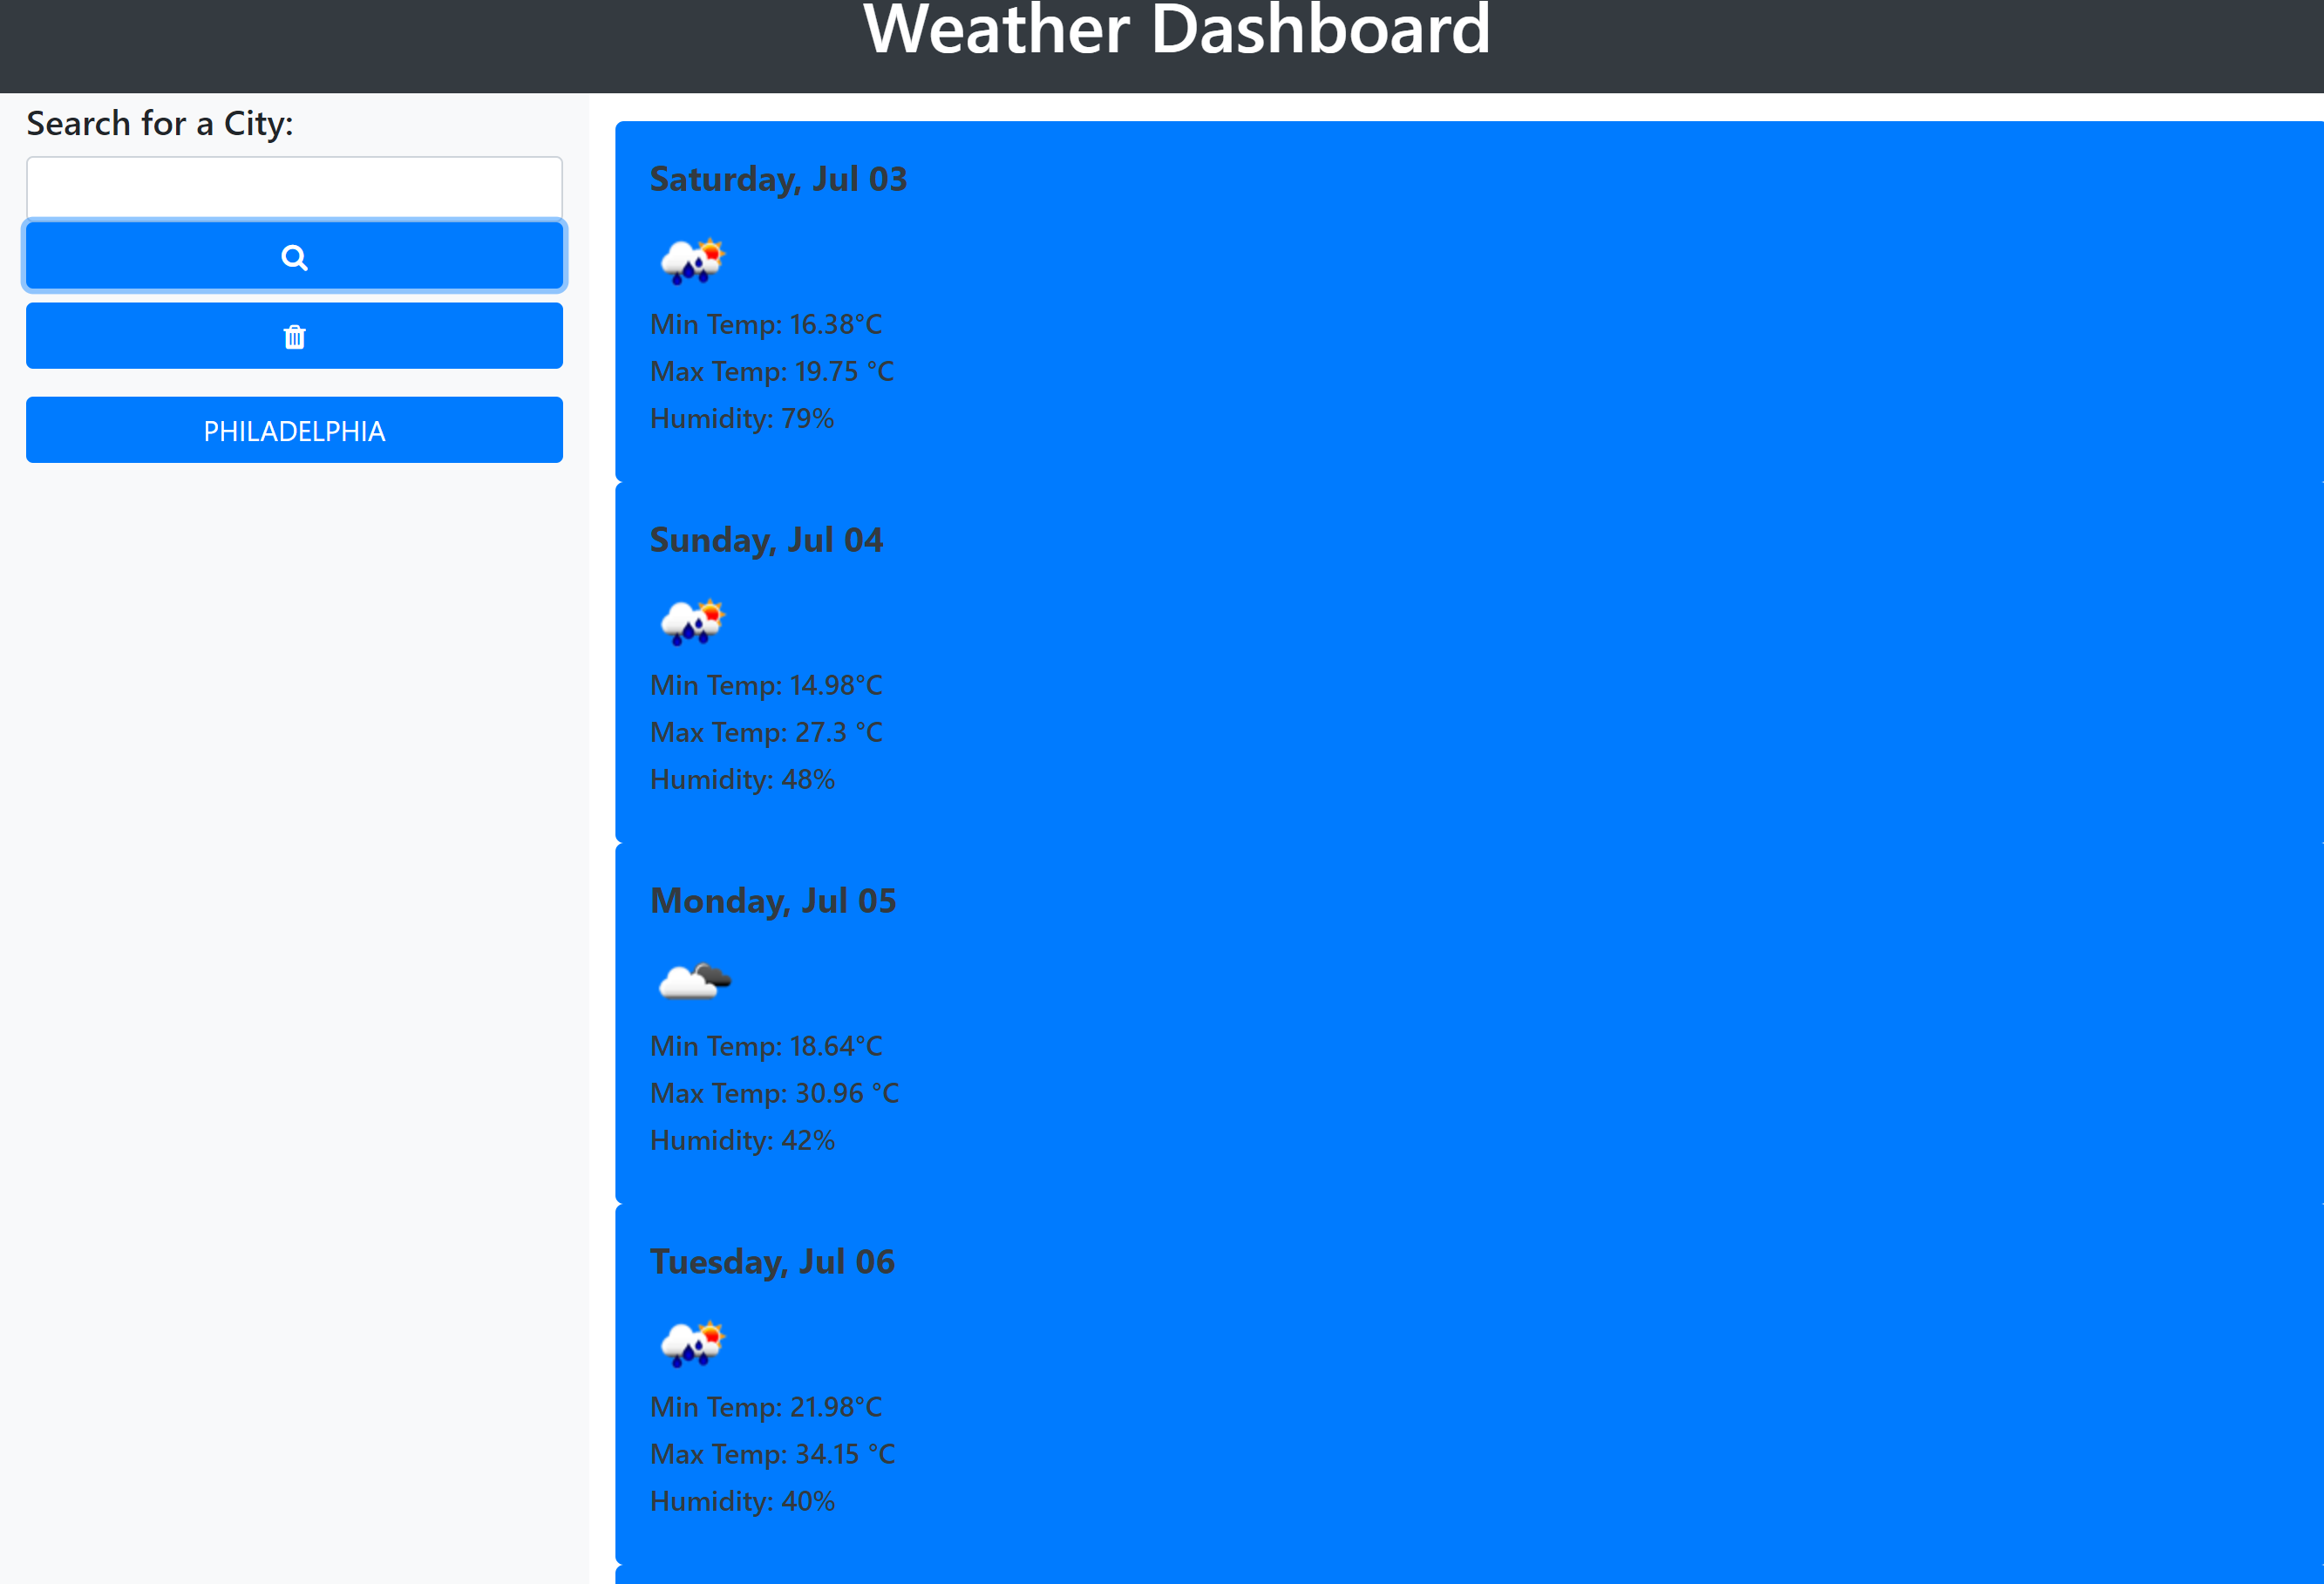 Weather Dashboard
Search for a City:
PHILADELPHIA
Saturday, Jul 03
Min Temp: 16.38°C
Max Temp: 19.75 °C
Humidity: 79%
Sunday, Jul 04
Min Temp: 14.98°C
Max Temp: 27.3 °C
Humidity: 48%
Monday, Jul 05
Min Temp: 18.64°C
Max Temp: 30.96 °C
Humidity: 42%
Tuesday, Jul 06
Min Temp: 21.98°C
Max Temp: 34.15 °C
Humidity: 40%